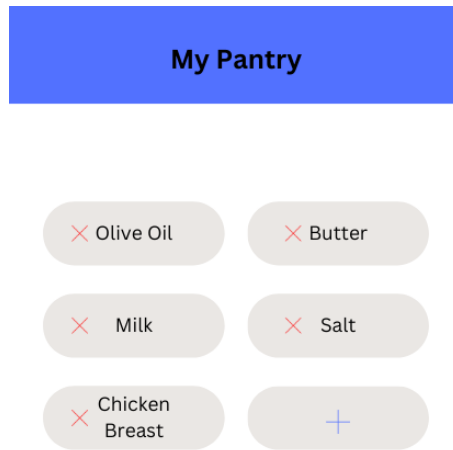 My Pantry
Olive Oil
Butter
Milk
Salt
Chicken
Breast